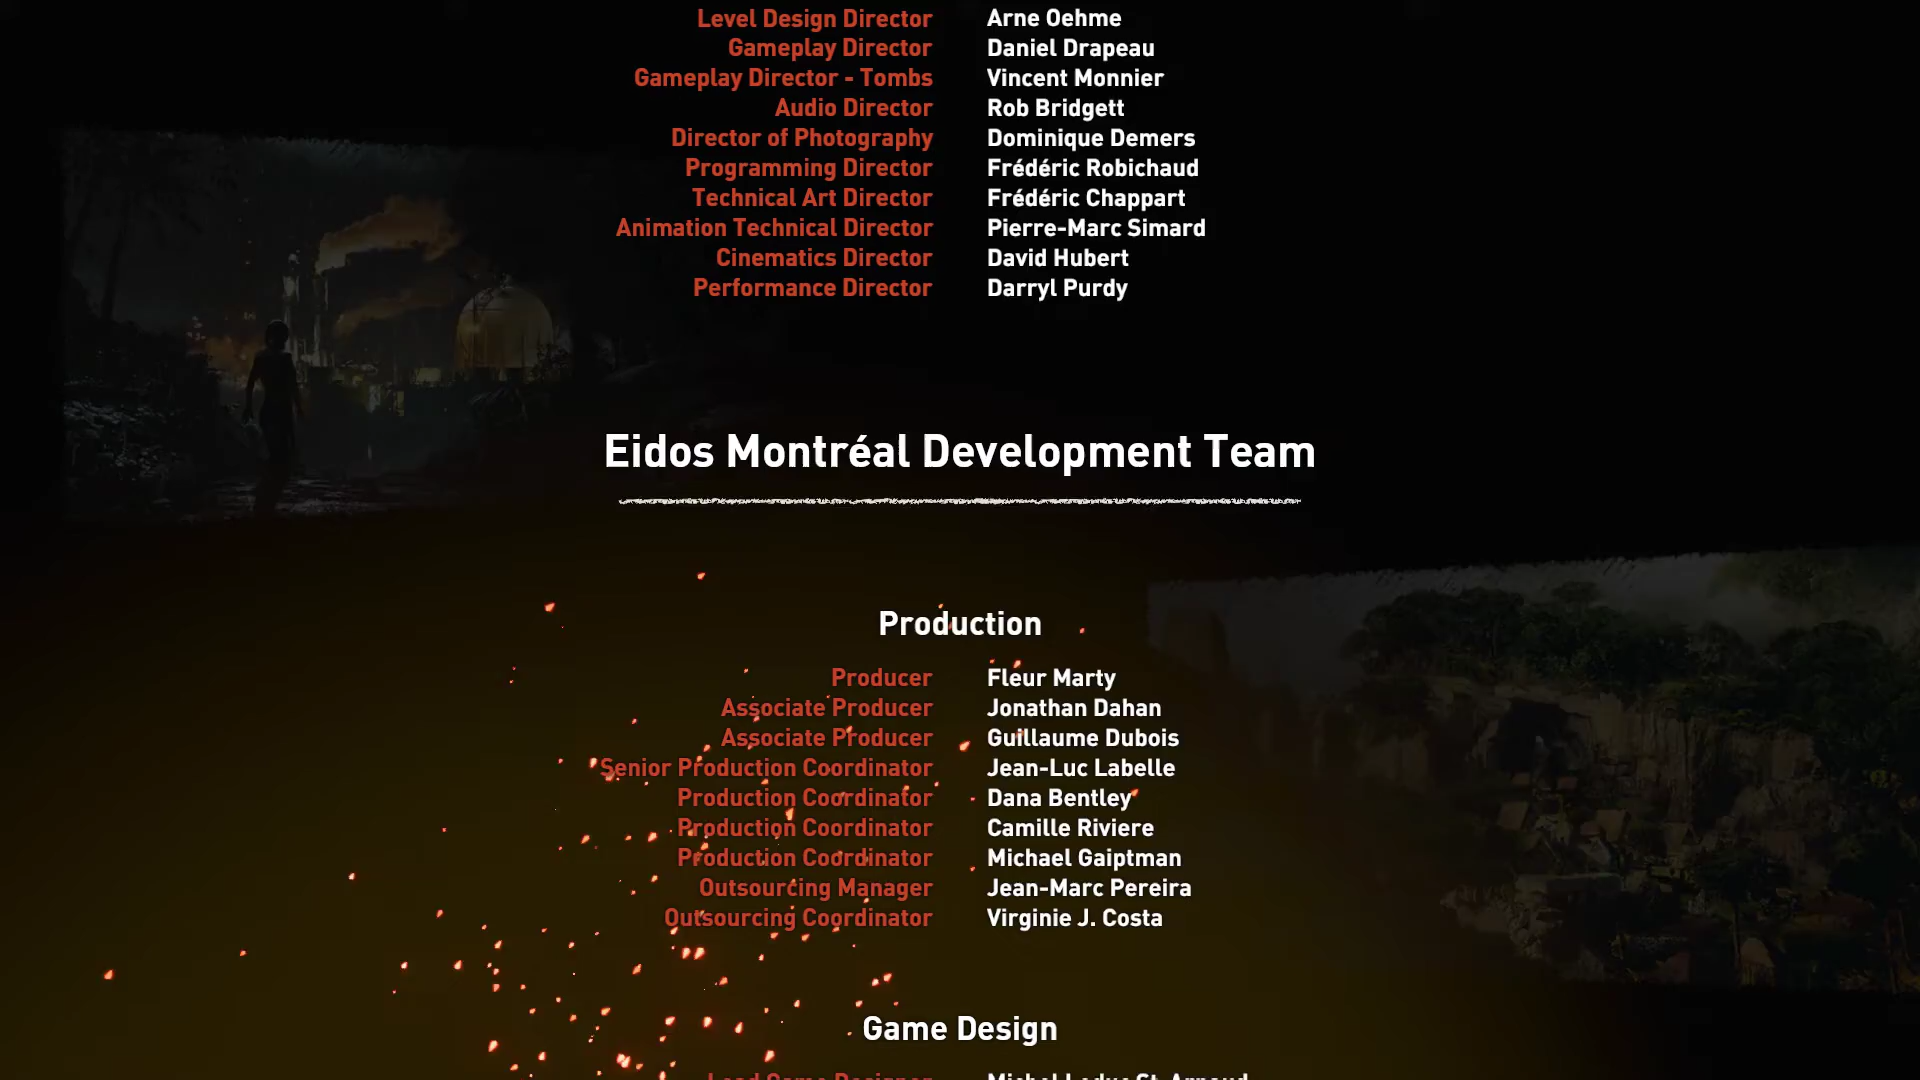 Level Design Director Arne Oehme
Gameplay Director Daniel Drapeau
Gameplay Director - Tombs Vincent Monnier
Audio Director Rob Bridgett
Director of Photography Dominique Demers
Programming Director Frédéric Robichaud
Technical Art Director Frédéric Chappart
Animation Technical Director Pierre-Marc Simard
Cinematics Director David Hubert
Performance Director Darryl Purdy
Eidos Montréal Development Team
Production
Producer Fleur Marty
Associate Producer Jonathan Dahan
Associate Producer Guillaume Dubois
Senior Production Coordinator Jean-Luc Labelle
Production Coordinator Dana Bentley
Production Coordinator Camille Riviere
Production Coordinator Michael Gaiptman
Outsourcing Manager Jean-Marc Pereira
Outsourcing Coordinator Virginie J. Costa
Game Design
Lead Game Designer